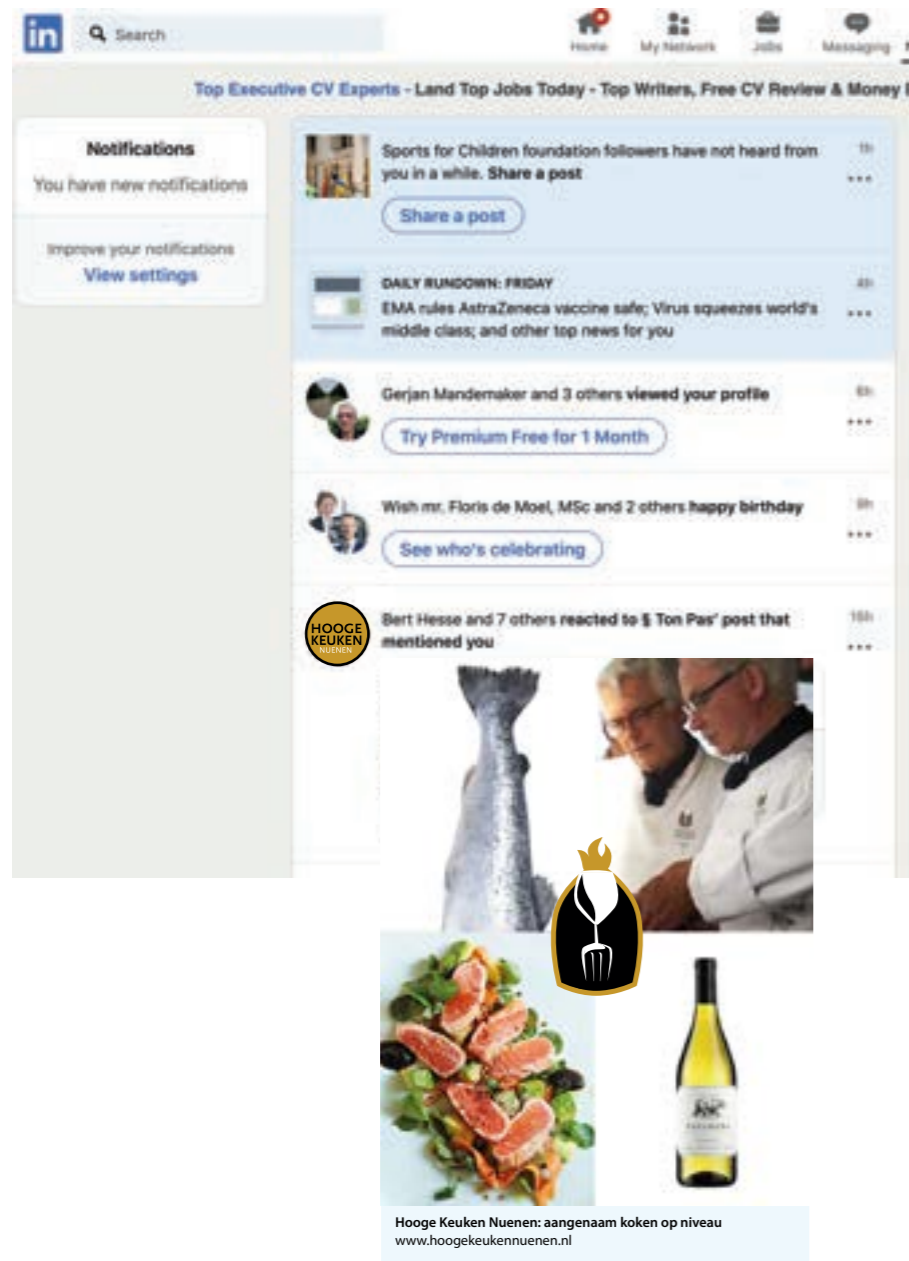 in
Search
Home
My Network
Jobs
Messaging
Top Executive CV Experts - Land Top Jobs Today - Top Writers, Free CV Review & Money
Notifications
You have new notifications
Improve your notifications
View settings
Sports for Children foundation followers have not heard from
you in a while. Share a post
1h
Share a post
DAILY RUNDOWN: FRIDAY
4h
EMA rules AstraZeneca vaccine safe; Virus squeezes world's
middle class; and other top news for you
Gerjan Mandemaker and 3 others viewed your profile
Try Premium Free for 1 Month
Wish mr. Floris de Moel, MSc and 2 others happy birthday
See who's celebrating
HOOGE
KEUKEN
NUENEN
Bert Hesse and 7 others reacted to § Ton Pas' post that
mentioned you
Hooge Keuken Nuenen: aangenaam koken op niveau
www.hoogekeukennuenen.nl